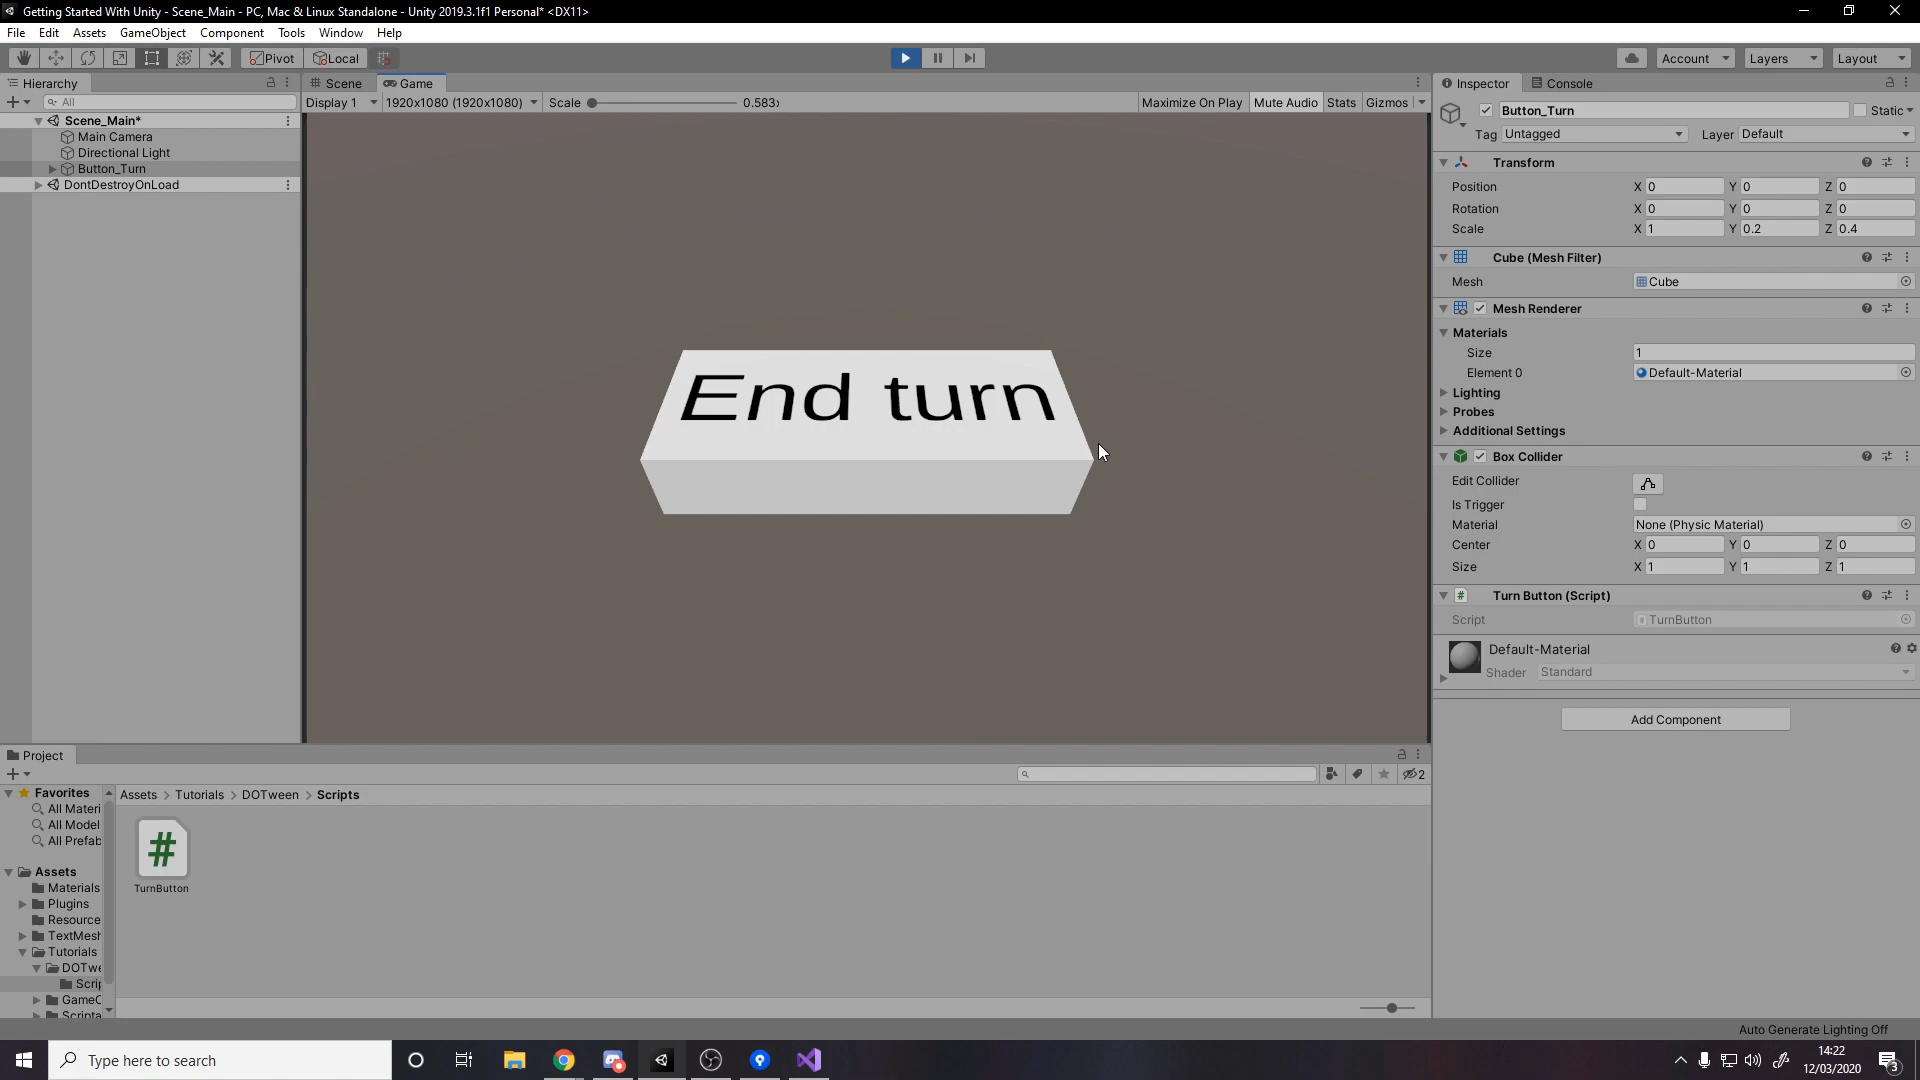 Getting Started With Unity - Scene_Main - PC, Mac & Linux Standalone - Unity 2019.3.1f1 Personal* <DX11>
File Edit Assets GameObject Component Tools Window Help
Pivot Local Account Layers Layout
Hierarchy
All
Scene_Main*
Main Camera
Directional Light
Button_Turn
DontDestroyOnLoad
Scene Game
Display 1 1920x1080 (1920x1080) Scale 0.583x Maximize On Play Mute Audio Stats Gizmos
End turn
Inspector Console
Button_Turn Static
Tag Untagged Layer Default
Transform
Position X 0 Y 0 Z 0
Rotation X 0 Y 0 Z 0
Scale X 1 Y 0.2 Z 0.4
Cube (Mesh Filter)
Mesh Cube
Mesh Renderer
Materials
Size 1
Element 0 Default-Material
Lighting
Probes
Additional Settings
Box Collider
Edit Collider
Is Trigger
Material None (Physic Material)
Center X 0 Y 0 Z 0
Size X 1 Y 1 Z 1
Turn Button (Script)
Script TurnButton
Default-Material
Shader Standard
Add Component
Project
2
Favorites
All Materi
All Model
All Prefab
Assets
Materials
Plugins
Resource
TextMesh
Tutorials
DOTwe
Scrip
GameO
Scripta
Assets > Tutorials > DOTween > Scripts
#
TurnButton
Auto Generate Lighting Off
Type here to search
14:22
12/03/2020
3